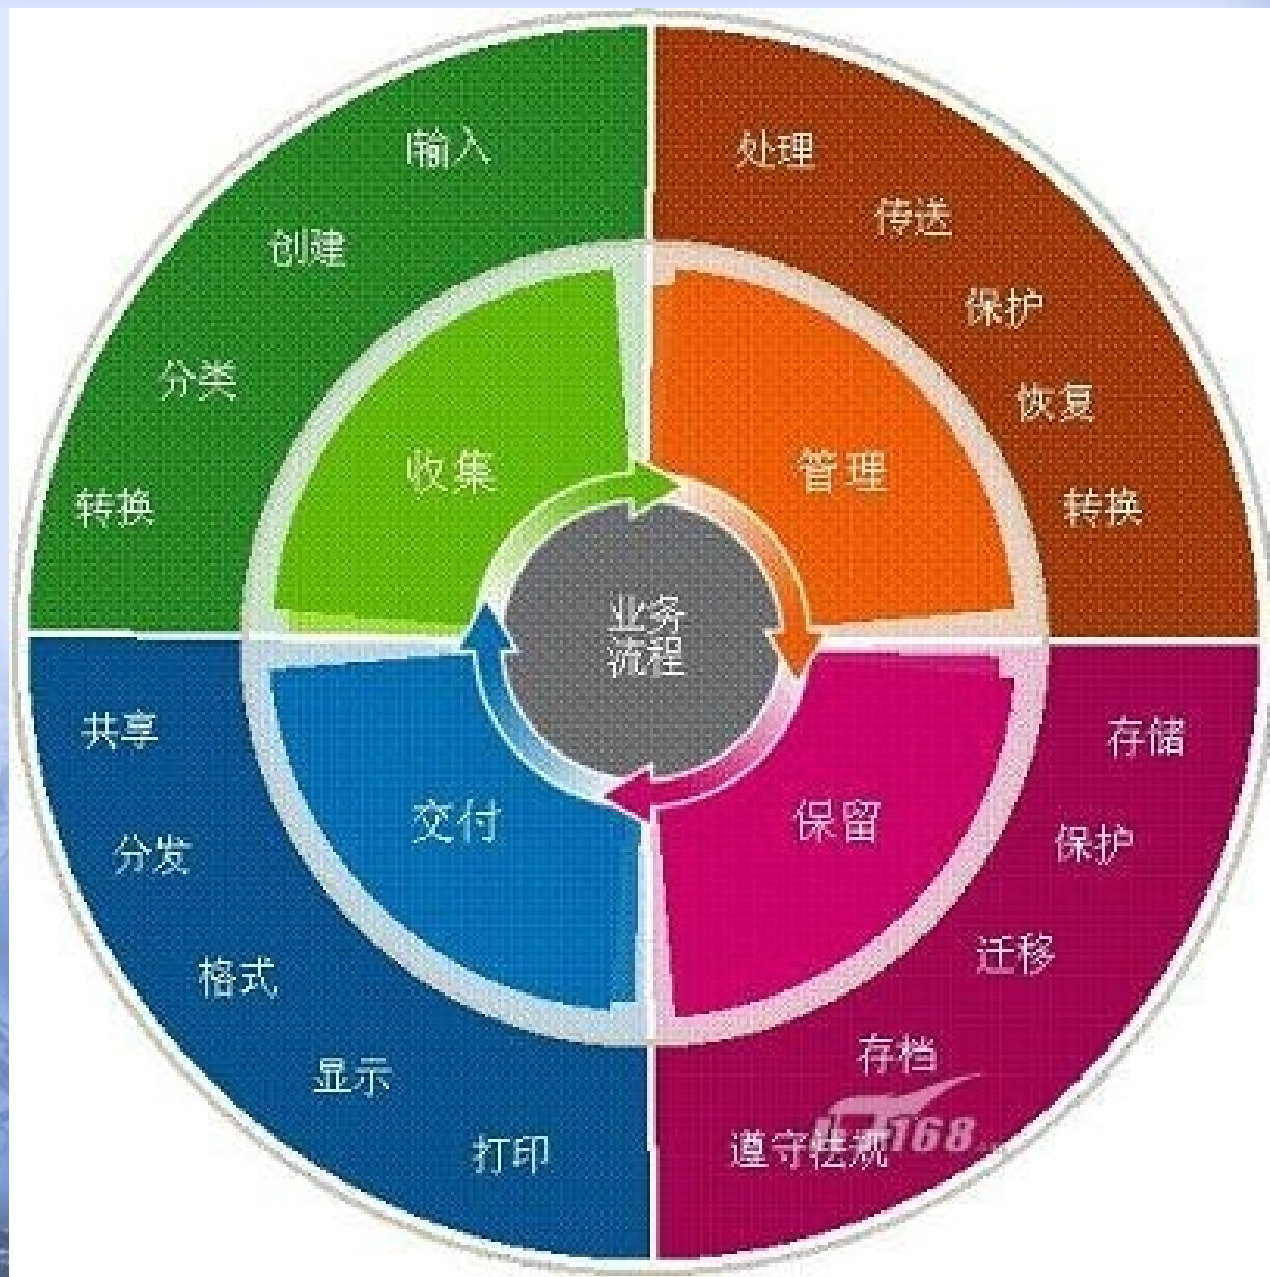 输入
创建
分类
转换
处理
传送
保护
恢复
转换
收集
管理
业务
流程
交付
保留
共享
分发
格式
显示
打印
存储
保护
迁移
存档
遵守法规
IT168